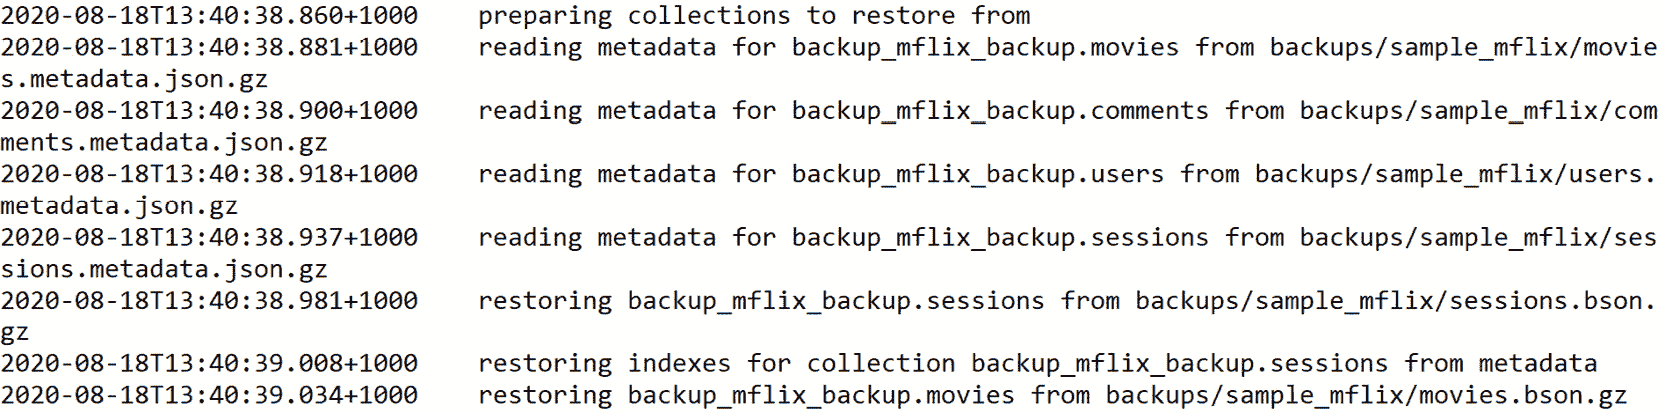 2020-08-18T13:40:38.860+1000    preparing collections to restore from
2020-08-18T13:40:38.881+1000    reading metadata for backup_mflix_backup.movies from backups/sample_mflix/movie
s.metadata.json.gz
2020-08-18T13:40:38.900+1000    reading metadata for backup_mflix_backup.comments from backups/sample_mflix/com
ments.metadata.json.gz
2020-08-18T13:40:38.918+1000    reading metadata for backup_mflix_backup.users from backups/sample_mflix/users.
metadata.json.gz
2020-08-18T13:40:38.937+1000    reading metadata for backup_mflix_backup.sessions from backups/sample_mflix/ses
sions.metadata.json.gz
2020-08-18T13:40:38.981+1000    restoring backup_mflix_backup.sessions from backups/sample_mflix/sessions.bson.
gz
2020-08-18T13:40:39.008+1000    restoring indexes for collection backup_mflix_backup.sessions from metadata
2020-08-18T13:40:39.034+1000    restoring backup_mflix_backup.movies from backups/sample_mflix/movies.bson.gz